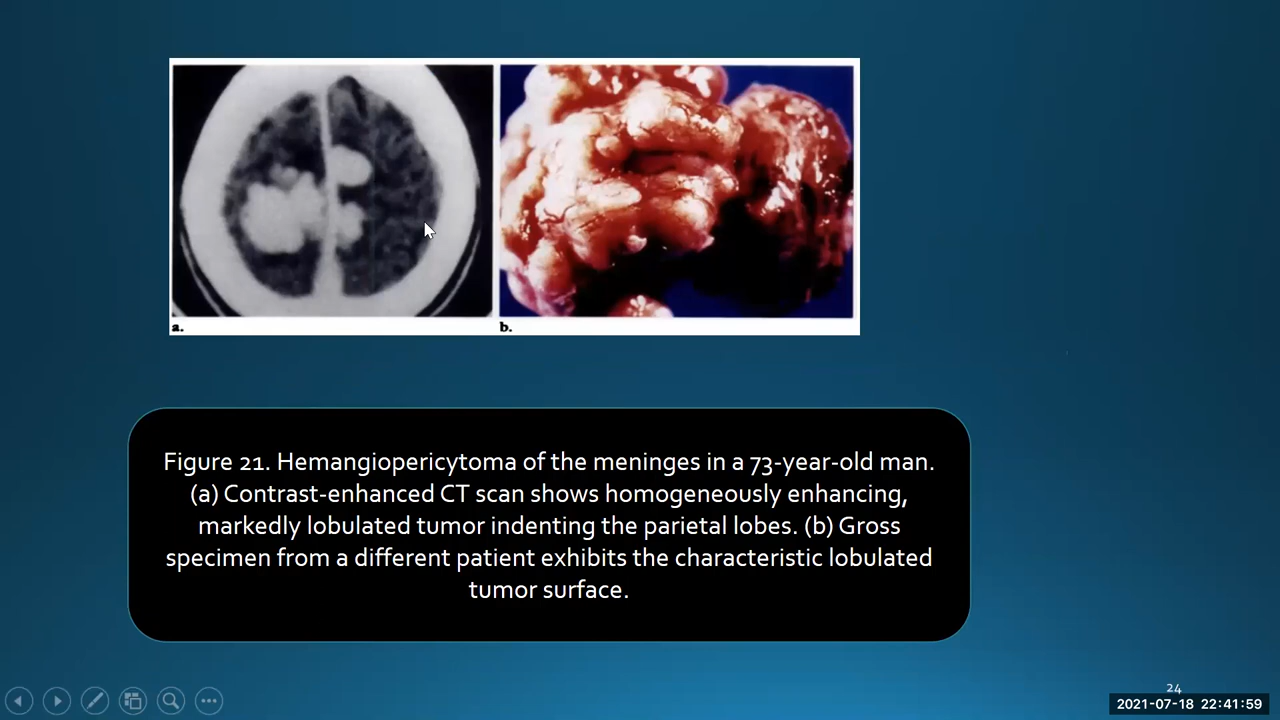 a.
b.
Figure 21. Hemangiopericytoma of the meninges in a 73-year-old man.
(a) Contrast-enhanced CT scan shows homogeneously enhancing,
markedly lobulated tumor indenting the parietal lobes. (b) Gross
specimen from a different patient exhibits the characteristic lobulated
tumor surface.
24
2021-07-18 22:41:59